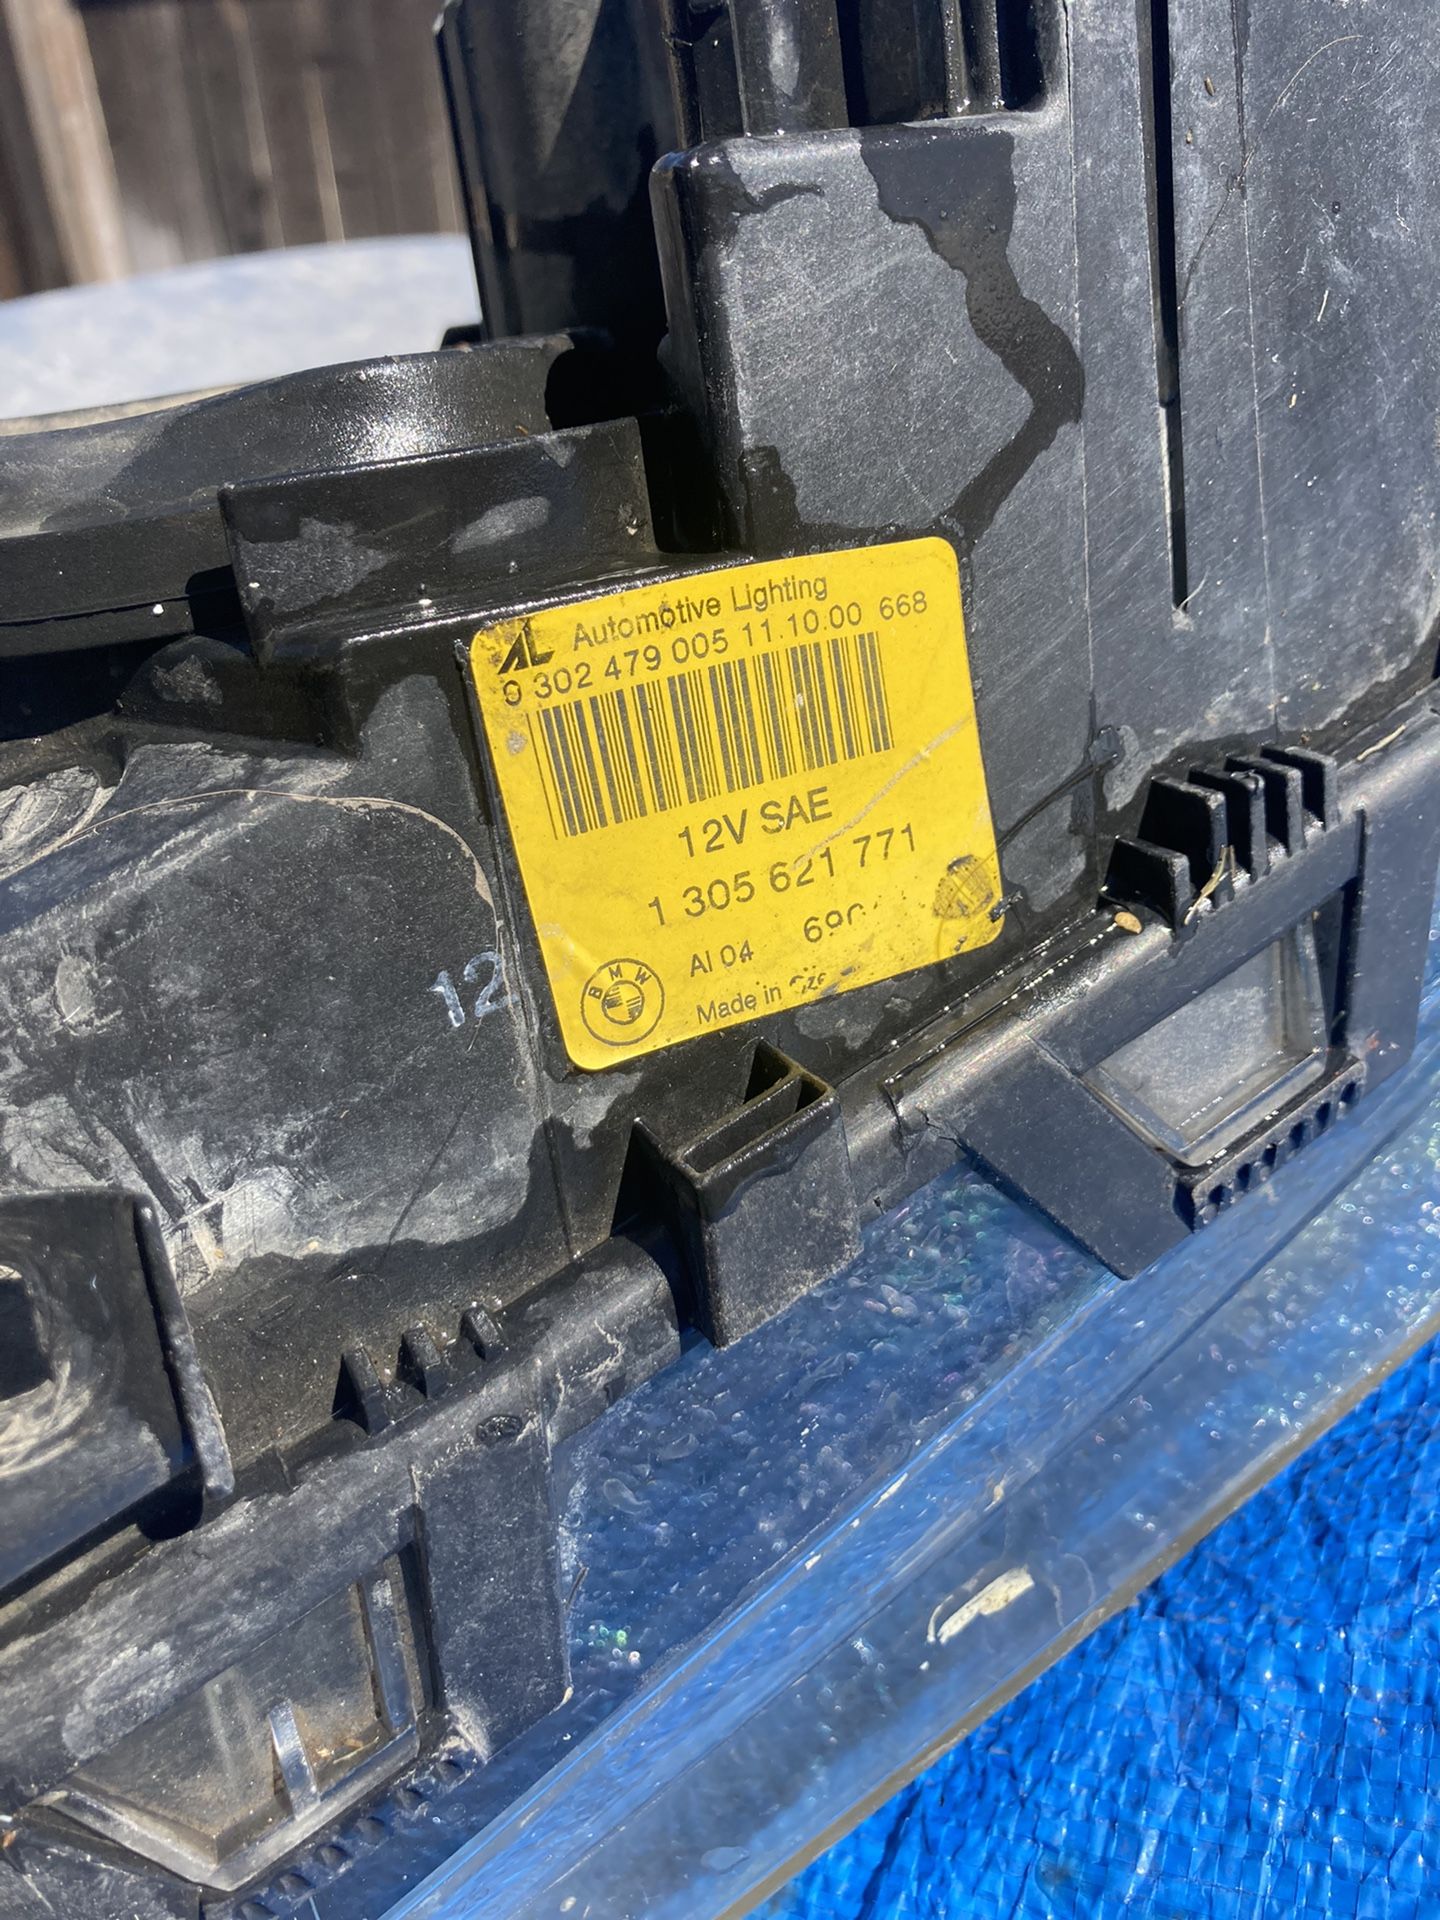 AL Automotive Lighting
0 302 479 005 11.10.00 668
12V SAE
1 305 621 771
AI 04
BMW
Made in
12